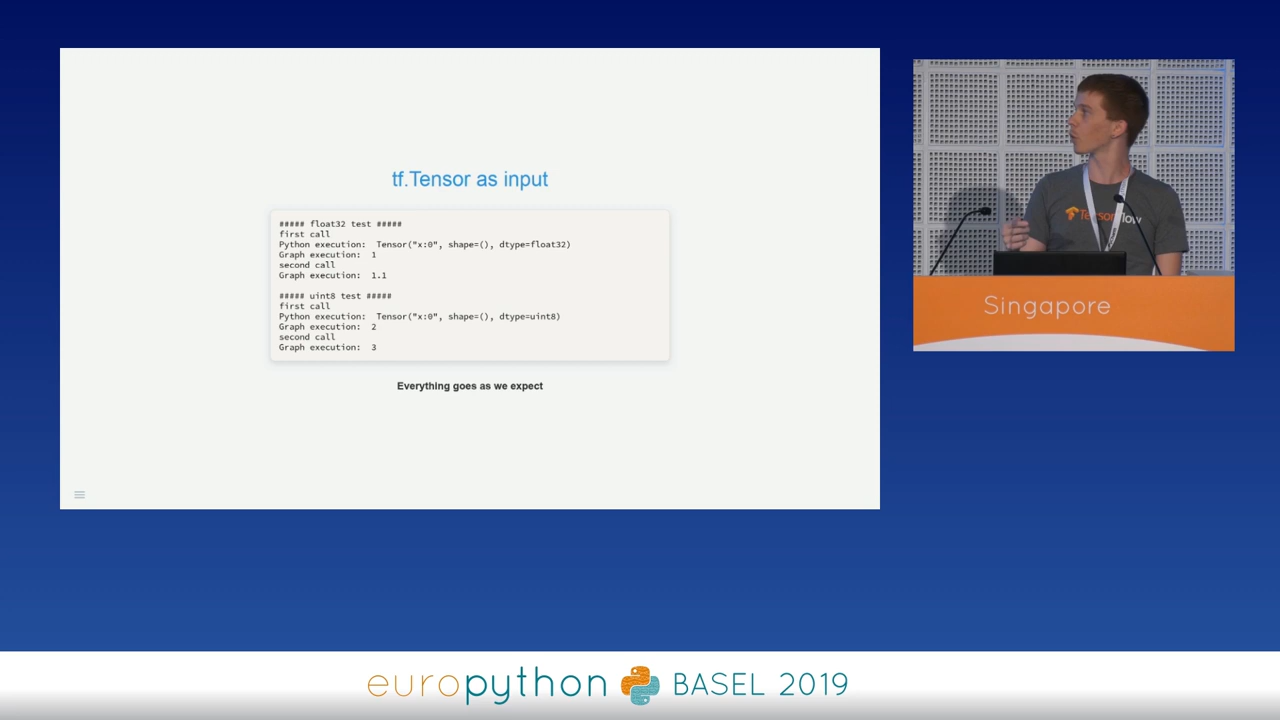 tf.Tensor as input
##### float32 test #####
first call
Python execution:  Tensor("x:0", shape=(), dtype=float32)
Graph execution:  1
second call
Graph execution:  1.1
##### uint8 test #####
first call
Python execution:  Tensor("x:0", shape=(), dtype=uint8)
Graph execution:  2
second call
Graph execution:  3
Everything goes as we expect
TensorFlow
Singapore
europython BASEL 2019